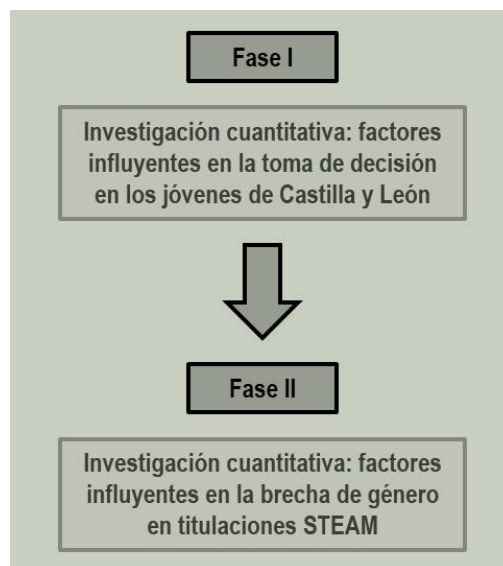 Fase I
Investigación cuantitativa: factores
influyentes en la toma de decisión
en los jóvenes de Castilla y León
Fase II
Investigación cuantitativa: factores
influyentes en la brecha de género
en titulaciones STEAM